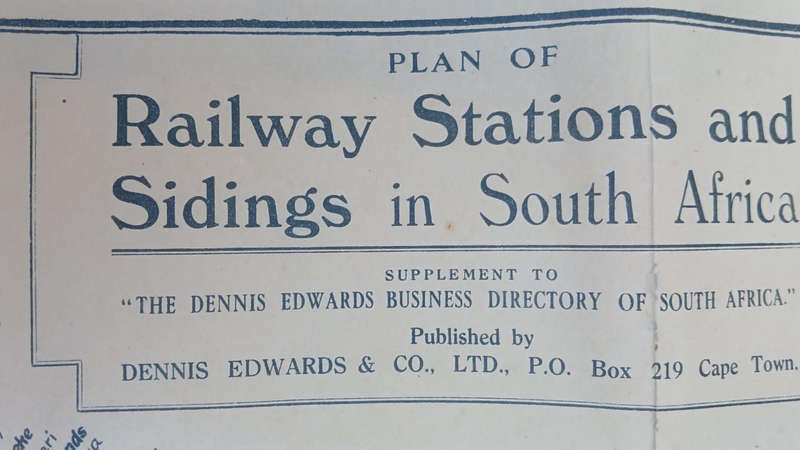 PLAN OF
Railway Stations and
Sidings in South Africa
SUPPLEMENT TO
"THE DENNIS EDWARDS BUSINESS DIRECTORY OF SOUTH AFRICA."
Published by
DENNIS EDWARDS & CO., LTD., P.O. Box 219 Cape Town.